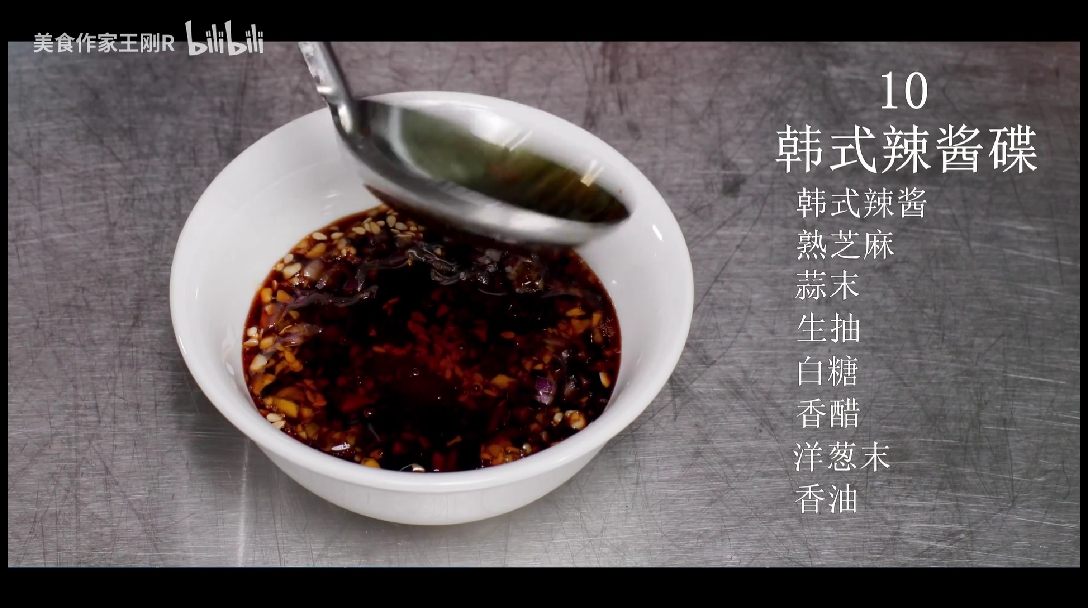 美食作家王刚R bilibili
10
韩式辣酱碟
韩式辣酱
熟芝麻
蒜末
生抽
白糖
香醋
洋葱末
香油